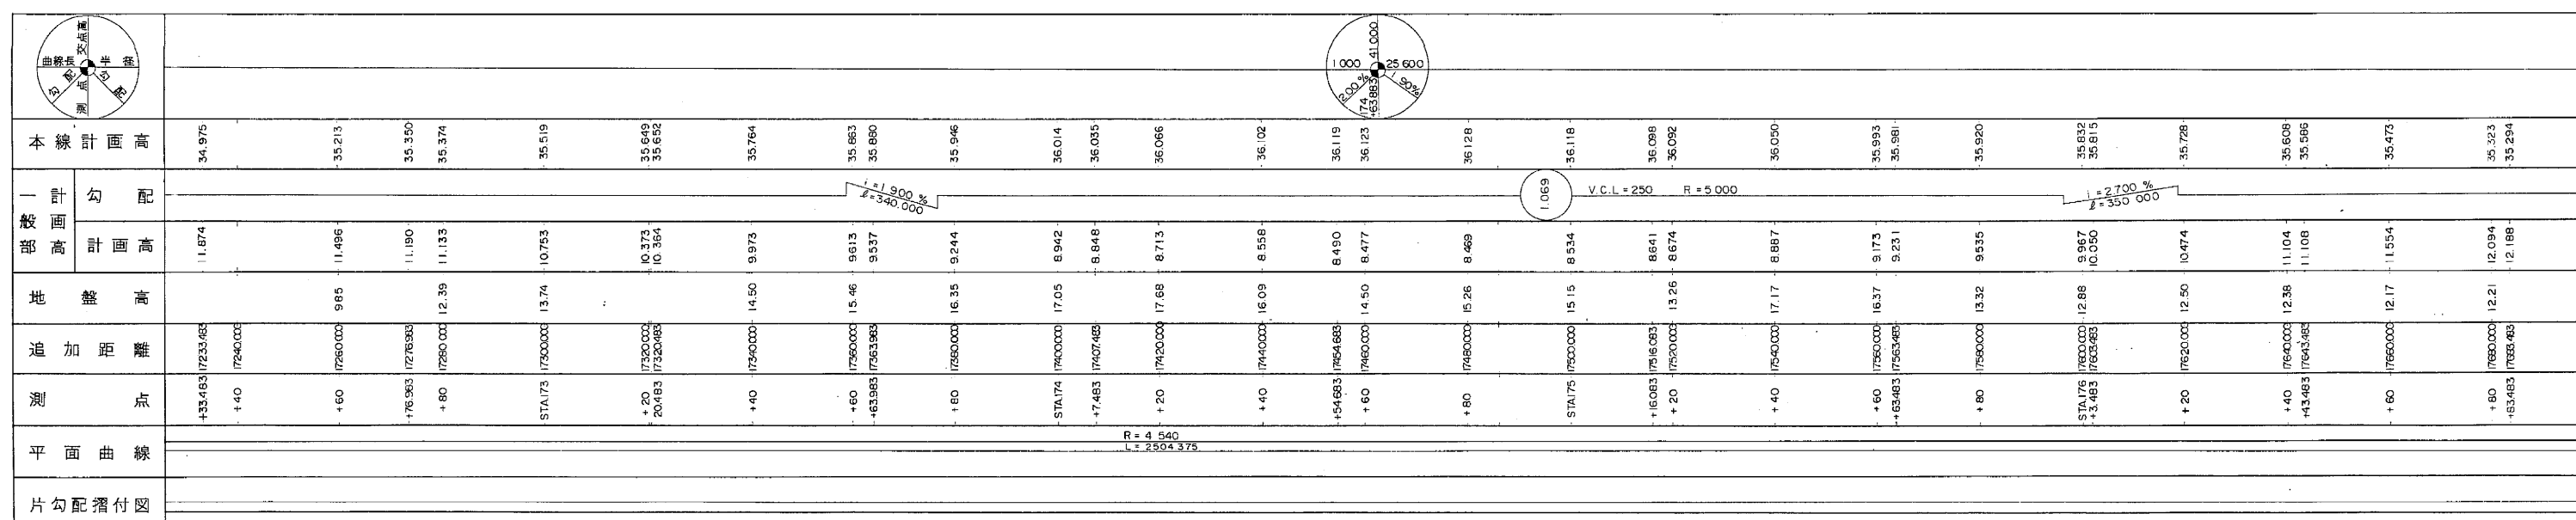 交点高
曲線長 半径
勾配 勾配
測点
41 000
1 000 25 600
2.00 % 1.90%
174
+63.883
本線計画高 34.975 35.213 35.350 35.374 35.519 35.649 35.652 35.764 35.863 35.880 35.946 36.014 36.035 36.066 36.102 36.119 36.123 36.128 36.118 36.098 36.092 36.050 35.993 35.981 35.920 35.832 35.815 35.728 35.608 35.586 35.473 35.323 35.294
一般部 計画高
勾配 i = 1.900 % ℓ=340.000 1.069 V.C.L = 250 R = 5 000 i = 2.700 % ℓ = 350 000
計画高 11.874 11.496 11.190 11.133 10.753 10.373 10.364 9.973 9.613 9.537 9.244 8.942 8.848 8.713 8.558 8.490 8.477 8.469 8.534 8.641 8.674 8.887 9.173 9.231 9.535 9.967 10.050 10.474 11.104 11.108 11.554 12.094 12.188
地盤高 985 12.39 13.74 14.50 15.46 16.35 17.05 17.68 16.09 14.50 15.26 15.15 13.26 17.17 16.37 13.32 12.88 12.50 12.38 12.17 12.21
追加距離 17233.483 17240.000 17260.000 17276.983 17280.000 17300.000 17320.000 17320.483 17340.000 17360.000 17363.983 17380.000 17400.000 17407.483 17420.000 17440.000 17454.683 17460.000 17480.000 17500.000 17516.083 17520.000 17540.000 17560.000 17563.483 17580.000 17600.000 17603.483 17620.000 17640.000 17643.483 17660.000 17680.000 17683.483
測点 +33.483 +40 +60 +76.983 +80 STA.173 +20 20.483 +40 +60 +63.983 +80 STA.174 +7.483 +20 +40 +54.683 +60 +80 STA.175 +16.083 +20 +40 +60 +63.483 +80 STA.176 +3.483 +20 +40 +43.483 +60 +80 +83.483
平面曲線 R = 4 540
L = 2504 375
片勾配摺付図